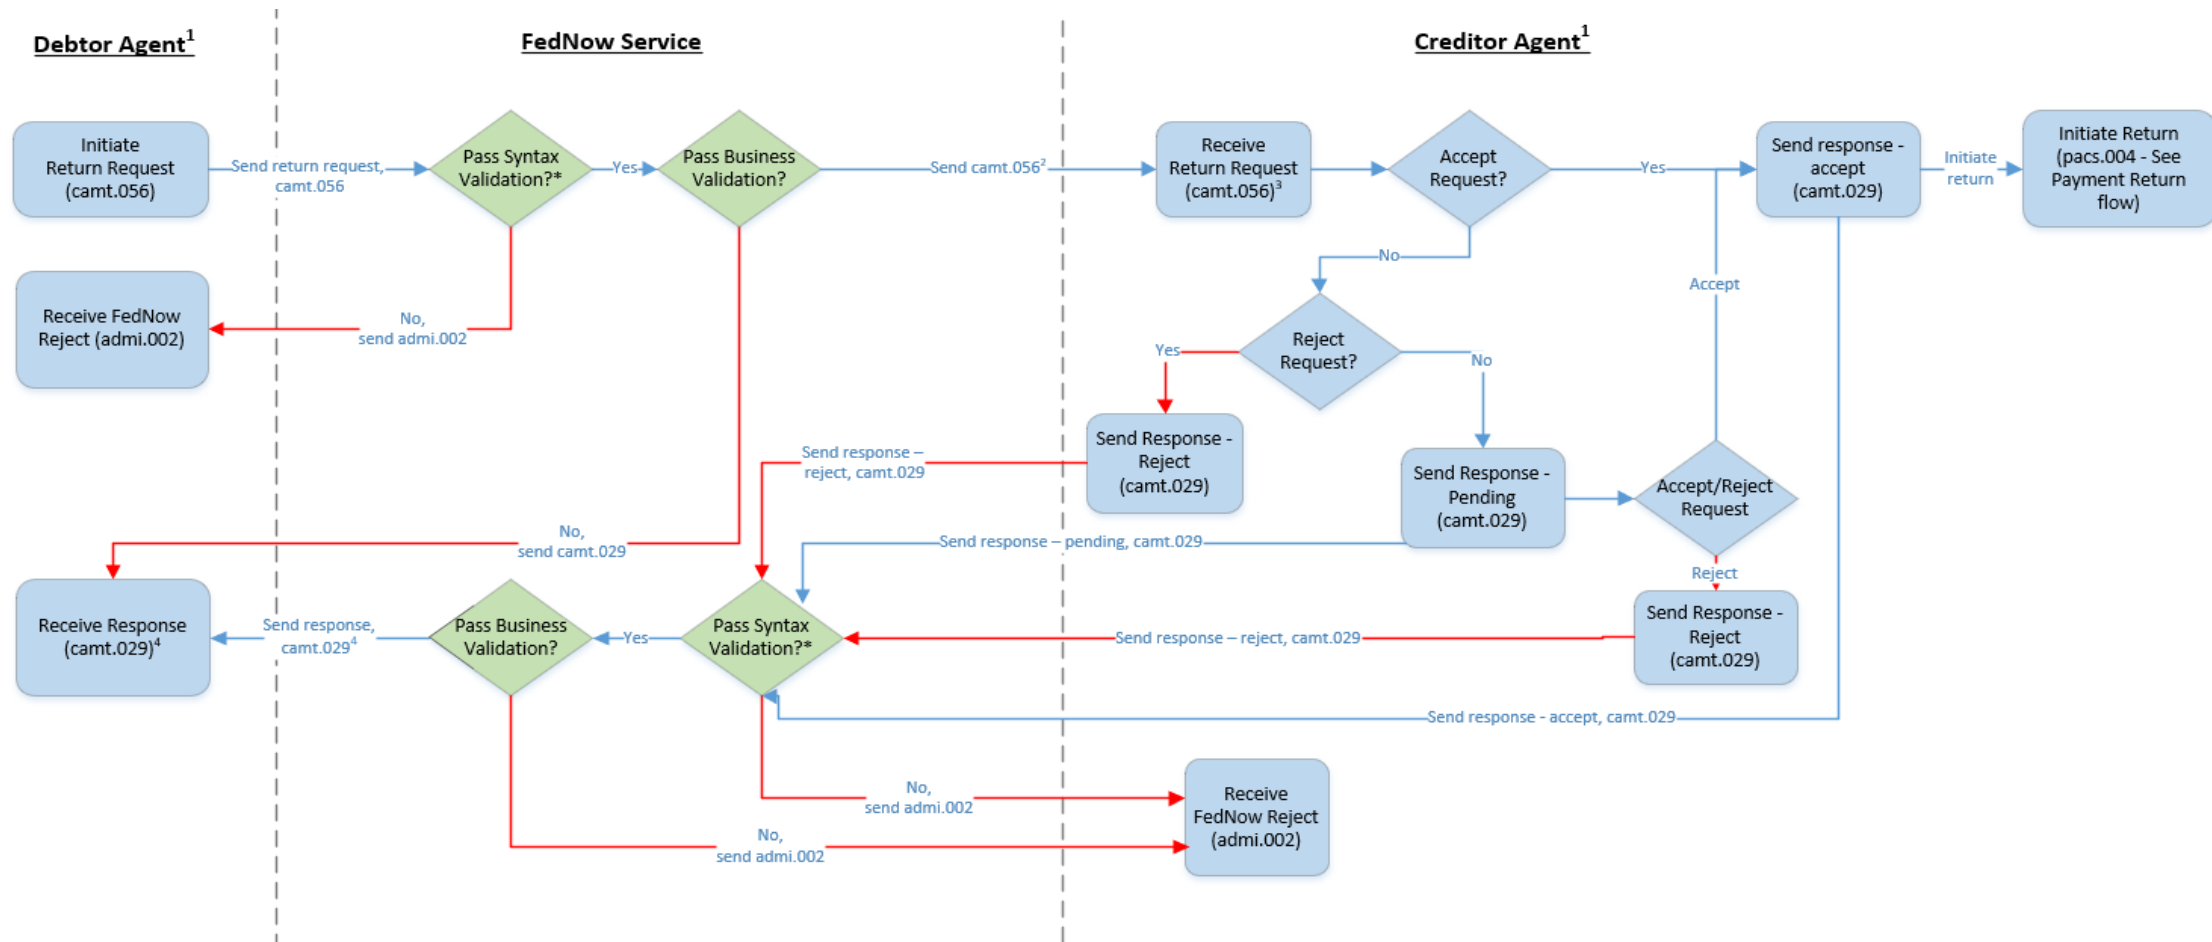 Debtor Agent1
FedNow Service
Creditor Agent1
Initiate
Return Request
(camt.056)
Send return request,
camt.056
Pass Syntax
Validation?*
Yes
Pass Business
Validation?
Send camt.056²
Receive
Return Request
(camt.056)³
Accept
Request?
Yes
Send response -
accept
(camt.029)
Initiate
return
Initiate Return
(pacs.004 - See
Payment Return
flow)
No
Accept
Receive FedNow
Reject (admi.002)
No,
send admi.002
Reject
Request?
Yes
No
Send Response -
Reject
(camt.029)
Send response –
reject, camt.029
Send Response -
Pending
(camt.029)
Accept/Reject
Request
No,
send camt.029
Send response – pending, camt.029
Reject
Receive Response
(camt.029)4
Send response,
camt.0294
Pass Business
Validation?
Yes
Pass Syntax
Validation?*
Send response – reject, camt.029
Send Response -
Reject
(camt.029)
Send response - accept, camt.029
No,
send admi.002
Receive
FedNow Reject
(admi.002)
No,
send admi.002